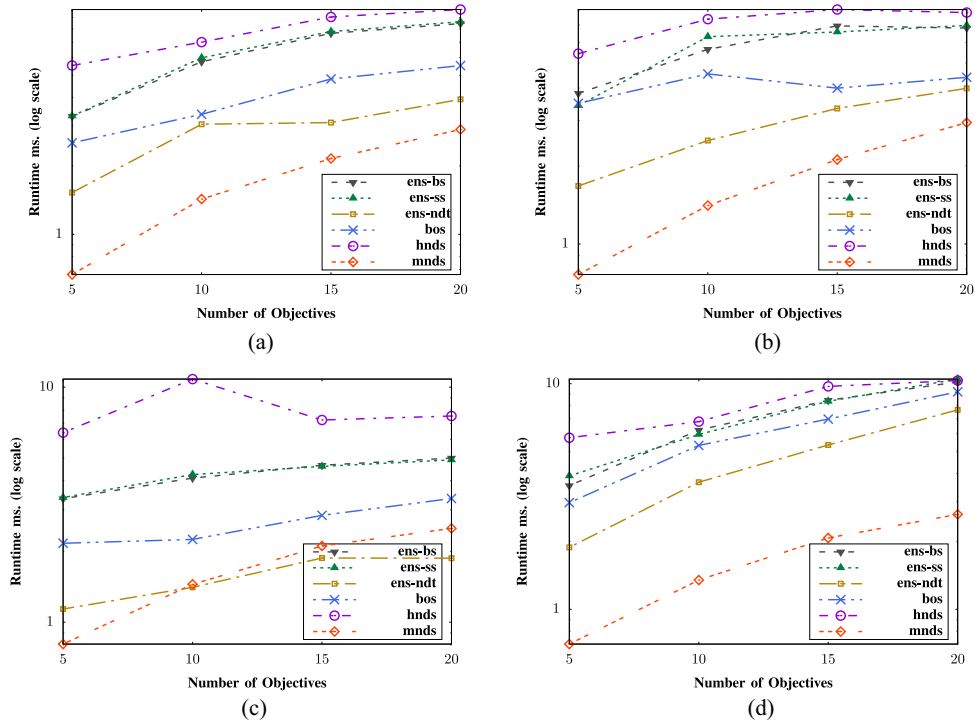 Runtime ms. (log scale)
1
ens-bs
ens-ss
ens-ndt
bos
hnds
mnds
5 10 15 20
Number of Objectives
(a)
Runtime ms. (log scale)
1
ens-bs
ens-ss
ens-ndt
bos
hnds
mnds
5 10 15 20
Number of Objectives
(b)
Runtime ms. (log scale)
10
1
ens-bs
ens-ss
ens-ndt
bos
hnds
mnds
5 10 15 20
Number of Objectives
(c)
Runtime ms. (log scale)
10
1
ens-bs
ens-ss
ens-ndt
bos
hnds
mnds
5 10 15 20
Number of Objectives
(d)